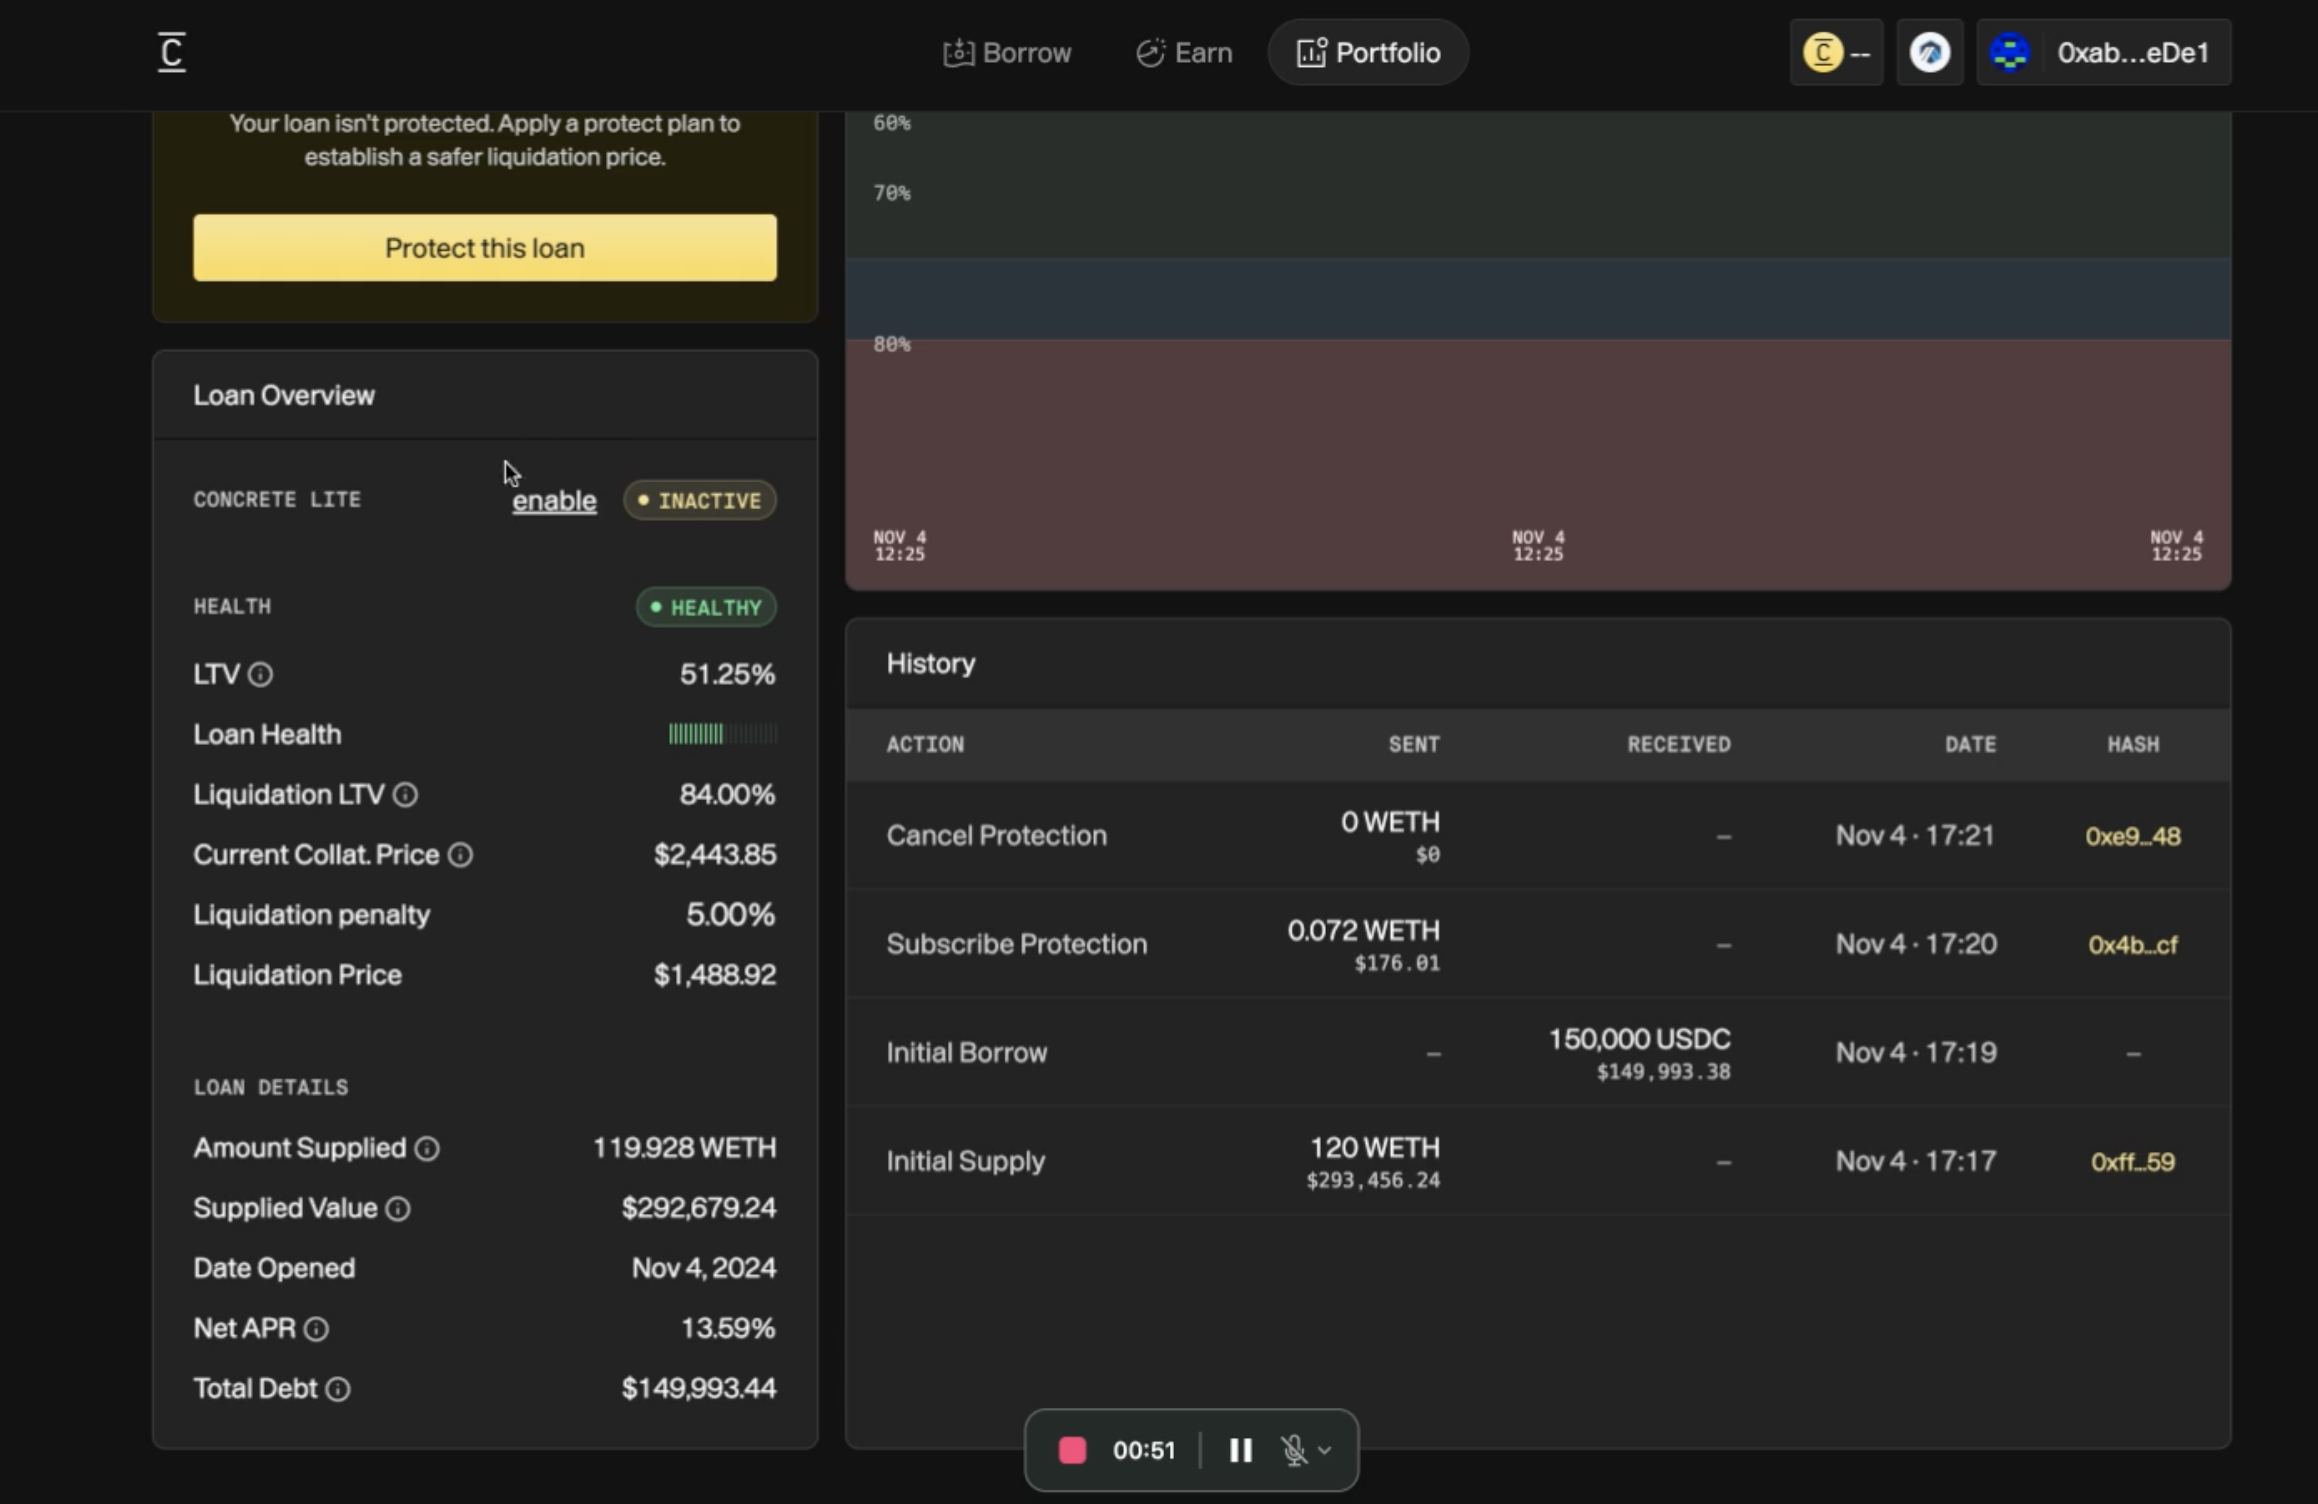 C
Borrow
Earn
Portfolio
C --
0xab...eDe1
Your loan isn't protected. Apply a protect plan to
establish a safer liquidation price.
Protect this loan
Loan Overview
CONCRETE LITE enable INACTIVE
HEALTH HEALTHY
LTV 51.25%
Loan Health
Liquidation LTV 84.00%
Current Collat. Price $2,443.85
Liquidation penalty 5.00%
Liquidation Price $1,488.92
LOAN DETAILS
Amount Supplied 119.928 WETH
Supplied Value $292,679.24
Date Opened Nov 4, 2024
Net APR 13.59%
Total Debt $149,993.44
60%
70%
80%
NOV 4 NOV 4 NOV 4
12:25 12:25 12:25
History
ACTION SENT RECEIVED DATE HASH
Cancel Protection 0 WETH – Nov 4 · 17:21 0xe9...48
$0
Subscribe Protection 0.072 WETH – Nov 4 · 17:20 0x4b...cf
$176.01
Initial Borrow – 150,000 USDC Nov 4 · 17:19 –
$149,993.38
Initial Supply 120 WETH – Nov 4 · 17:17 0xff...59
$293,456.24
00:51